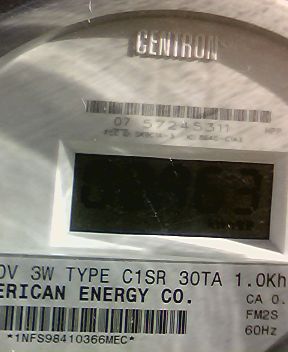 CENTRON
07 57245311
0V 3W TYPE C1SR 30TA 1.0Kh
ERICAN ENERGY CO.
CA 0.
FM2S
*1NFS98410366MEC*
60Hz